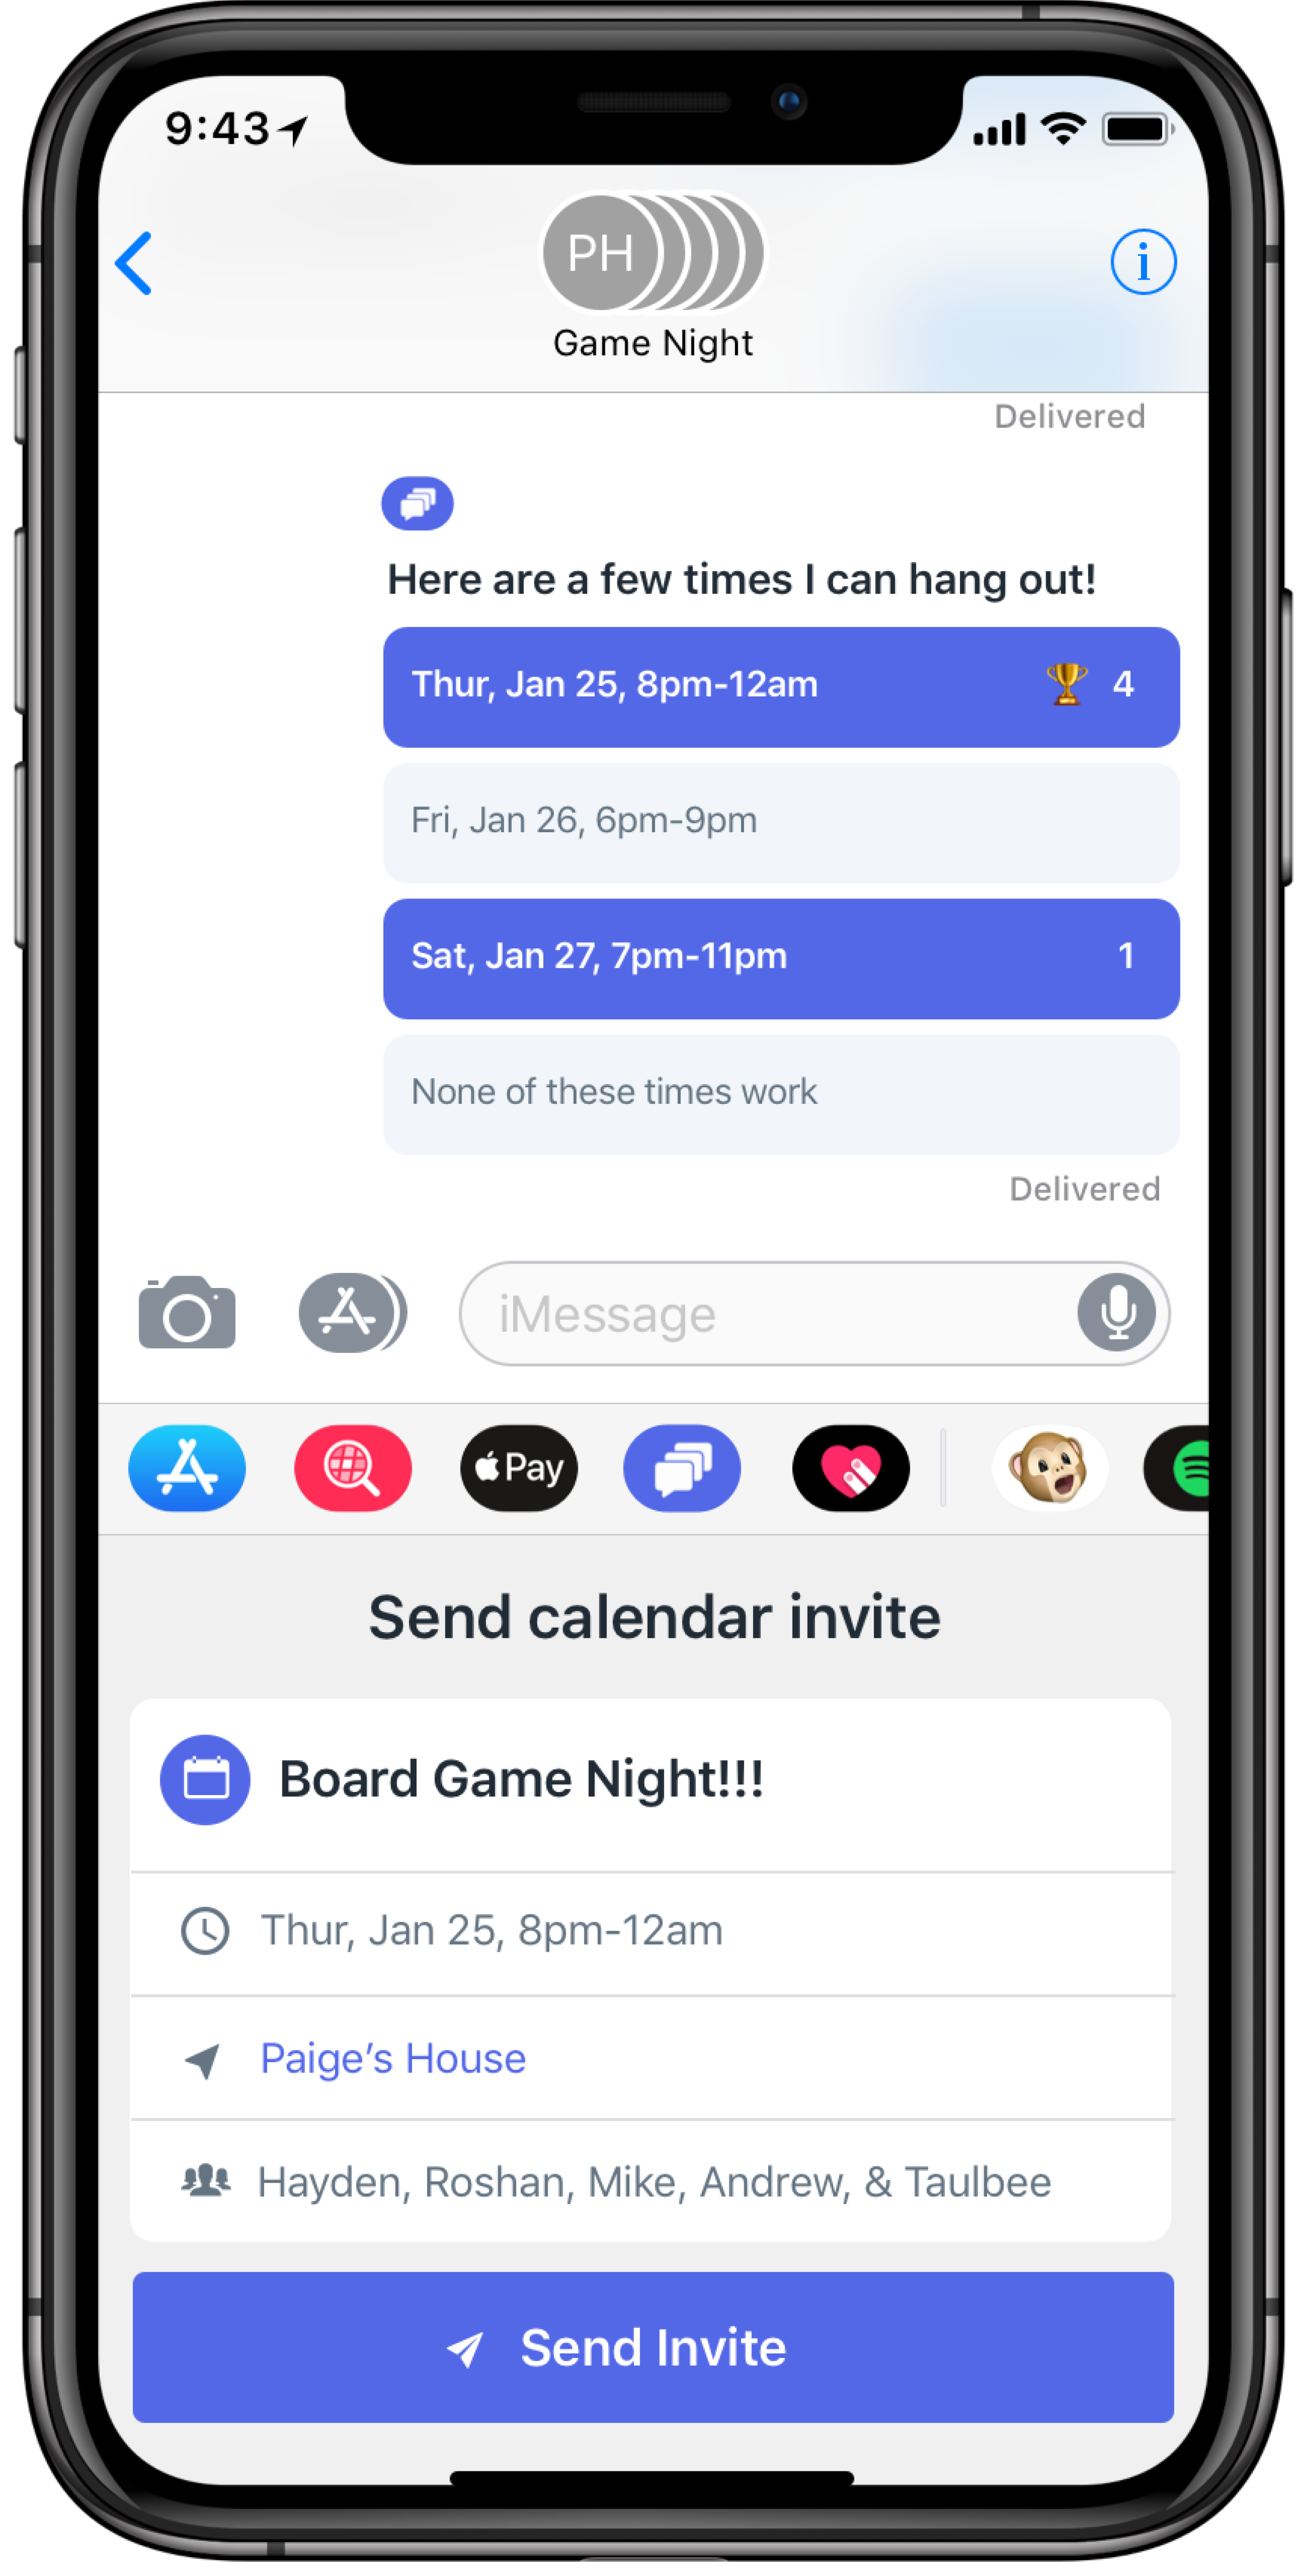 9:43
PH
Game Night
Delivered
Here are a few times I can hang out!
Thur, Jan 25, 8pm-12am 🏆 4
Fri, Jan 26, 6pm-9pm
Sat, Jan 27, 7pm-11pm 1
None of these times work
Delivered
iMessage
Pay
Send calendar invite
Board Game Night!!!
Thur, Jan 25, 8pm-12am
Paige’s House
Hayden, Roshan, Mike, Andrew, & Taulbee
Send Invite